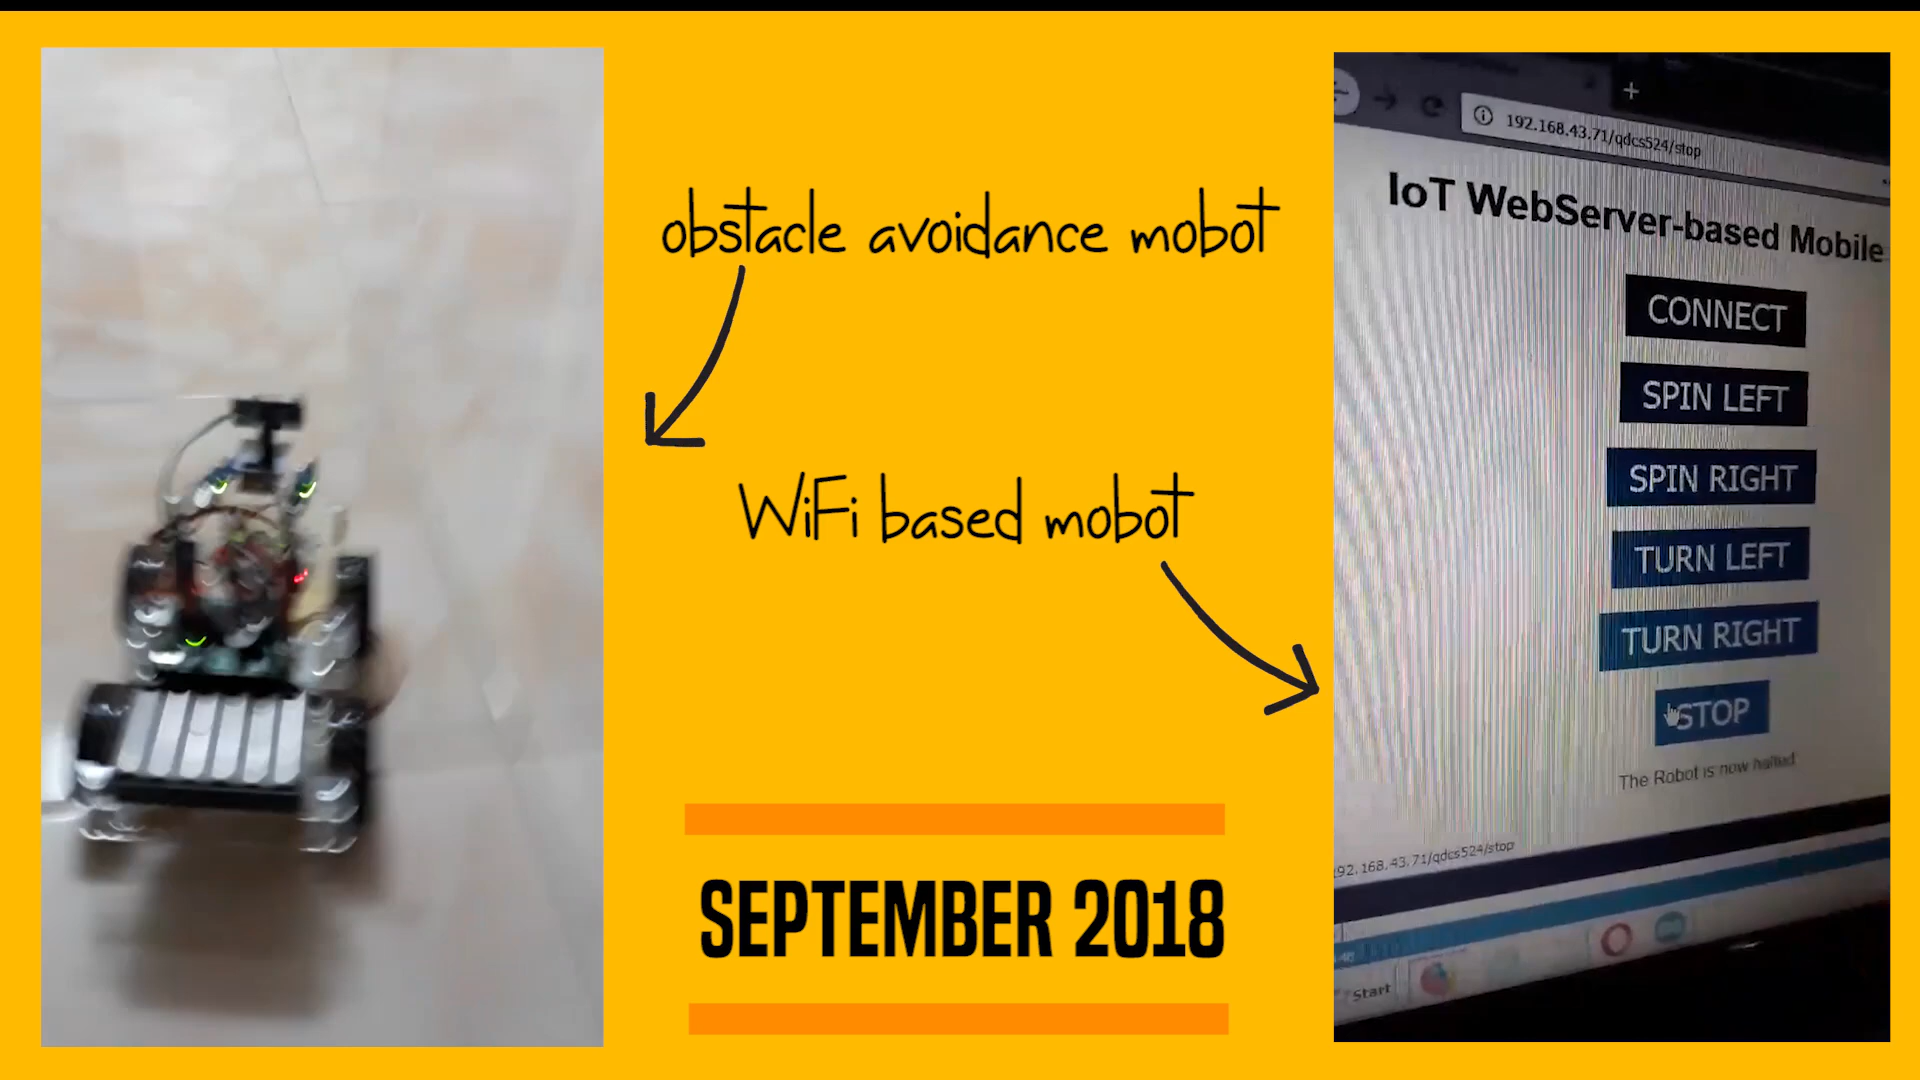 obstacle avoidance mobot
WiFi based mobot
SEPTEMBER 2018
192.168.43.71/qdcs524/stop
IoT WebServer-based Mobile
CONNECT
SPIN LEFT
SPIN RIGHT
TURN LEFT
TURN RIGHT
STOP
The Robot is now halted
92.168.43.71/qdcs524/stop
Start